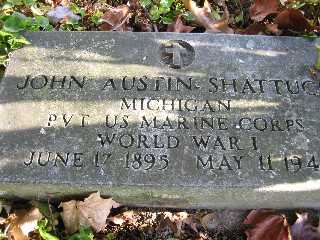 JOHN AUSTIN SHATTUC
MICHIGAN
PVT US MARINE CORPS
WORLD WAR I
JUNE 17 1895 MAY 11 194